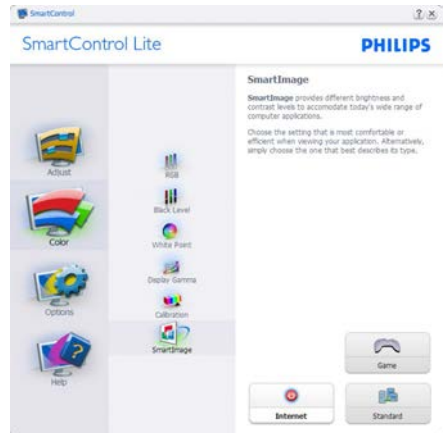 SmartControl
SmartControl Lite
PHILIPS
Adjust
Color
Options
Help
RGB
Black Level
White Point
Display Gamma
Calibration
SmartImage
SmartImage
SmartImage provides different brightness and
contrast levels to accomodate today's wide range of
computer applications.
Choose the setting that is most comfortable or
efficient when viewing your application. Alternatively,
simply choose the one that best describes its type.
Game
Internet
Standard